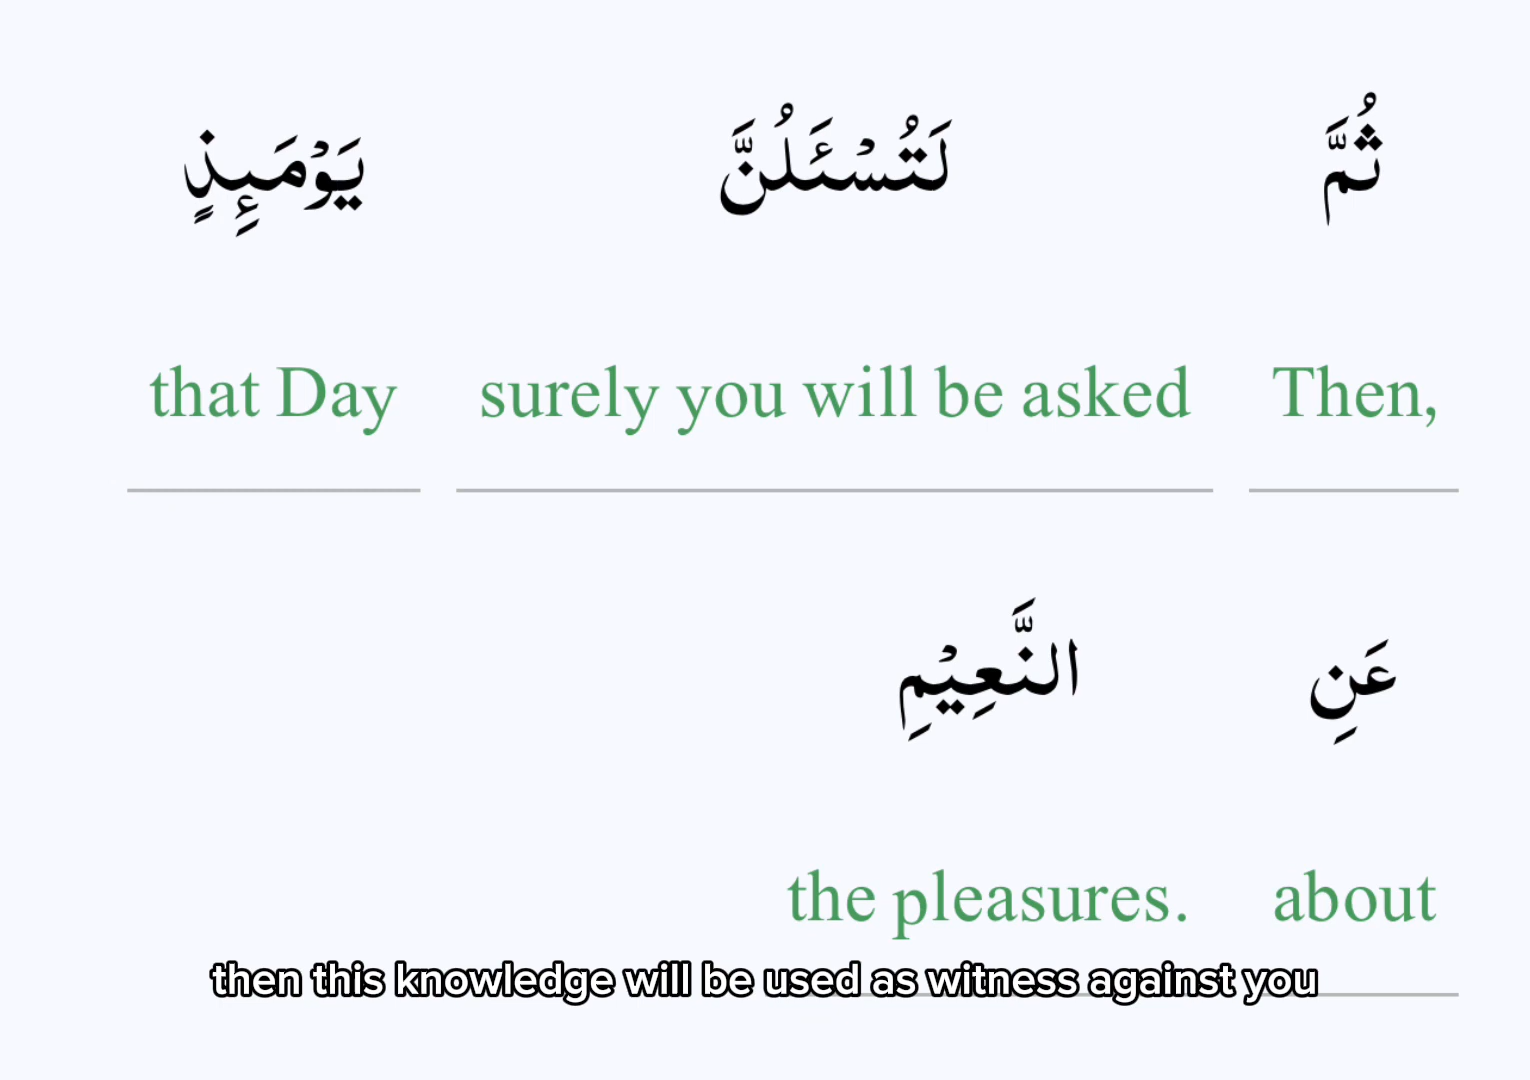 ثُمَّ لَتُسْـَٔلُنَّ يَوْمَىِٕذٍ
Then, surely you will be asked that Day
عَنِ النَّعِيْمِ
about the pleasures.
then this knowledge will be used as witness against you